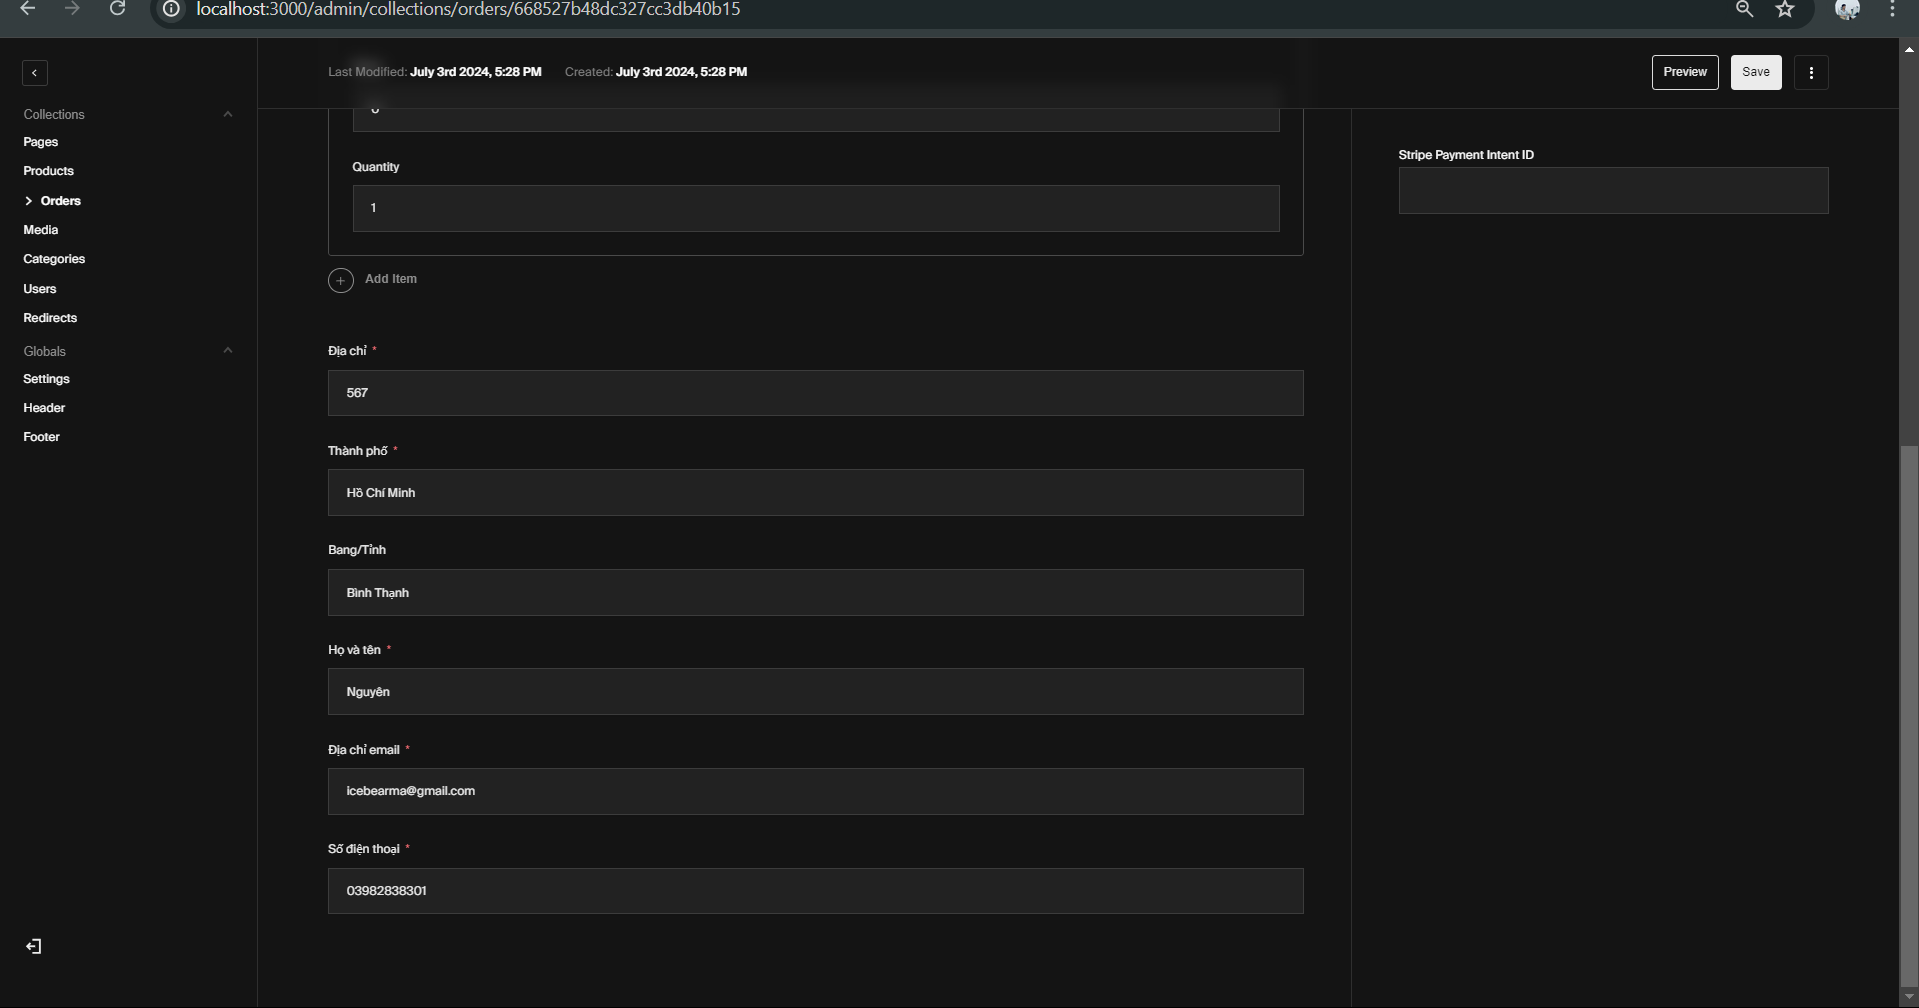 localhost:3000/admin/collections/orders/668527b48dc327cc3db40b15
Last Modified: July 3rd 2024, 5:28 PM Created: July 3rd 2024, 5:28 PM
Preview
Save
Collections
Pages
Products
Orders
Media
Categories
Users
Redirects
Globals
Settings
Header
Footer
Quantity
1
Add Item
Địa chỉ *
567
Thành phố *
Hồ Chí Minh
Bang/Tỉnh
Bình Thạnh
Họ và tên *
Nguyên
Địa chỉ email *
icebearma@gmail.com
Số điện thoại *
03982838301
Stripe Payment Intent ID